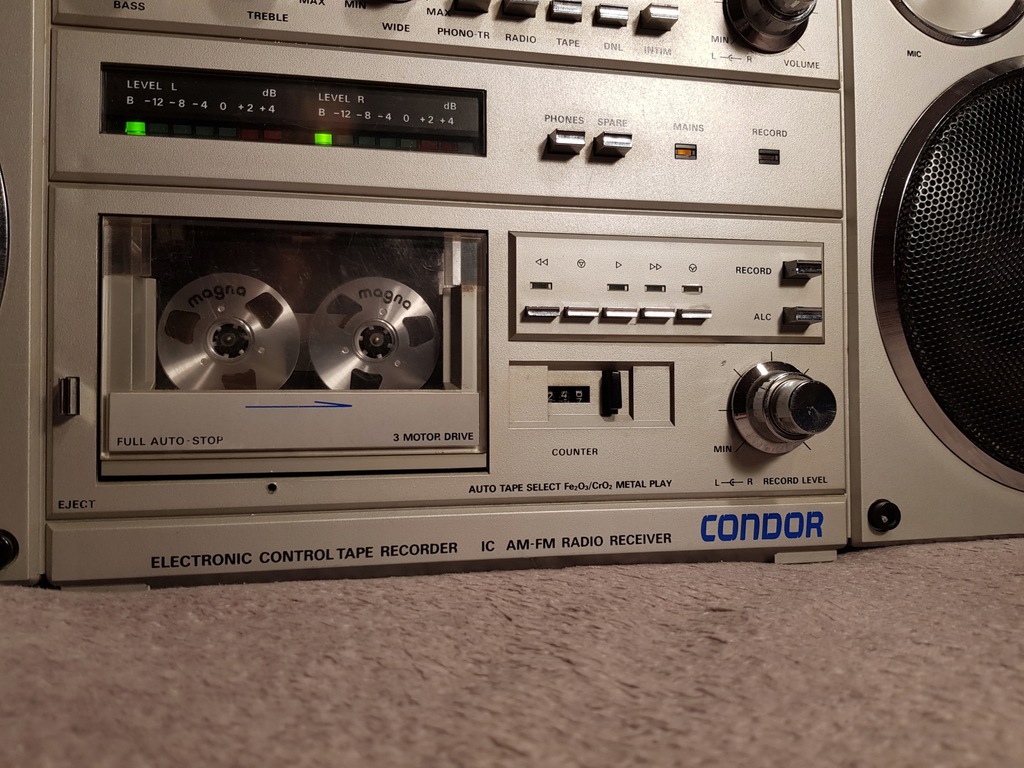 BASS
TREBLE
MAX
MIN
WIDE
MAX
PHONO·TR
RADIO
TAPE
DNL
INTIM
MIN
L R
VOLUME
MIC
LEVEL L dB
B -12 -8 -4 0 +2 +4
LEVEL R dB
B -12 -8 -4 0 +2 +4
PHONES
SPARE
MAINS
RECORD
magna
magna
RECORD
ALC
FULL AUTO-STOP
3 MOTOR DRIVE
COUNTER
MIN
EJECT
AUTO TAPE SELECT Fe₂O₃/CrO₂ METAL PLAY
L R RECORD LEVEL
ELECTRONIC CONTROL TAPE RECORDER IC AM-FM RADIO RECEIVER
CONDOR